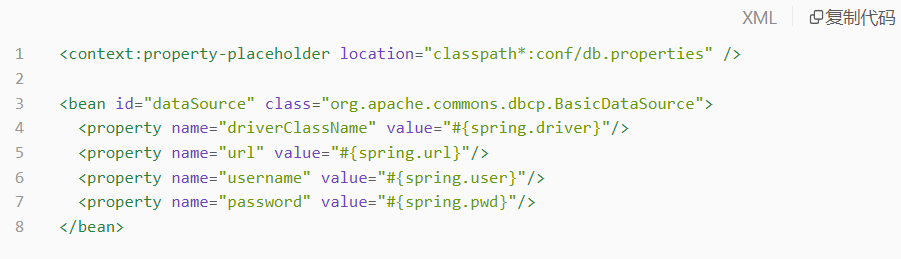 XML 复制代码
1 <context:property-placeholder location="classpath*:conf/db.properties" />
2
3 <bean id="dataSource" class="org.apache.commons.dbcp.BasicDataSource">
4   <property name="driverClassName" value="#{spring.driver}"/>
5   <property name="url" value="#{spring.url}"/>
6   <property name="username" value="#{spring.user}"/>
7   <property name="password" value="#{spring.pwd}"/>
8 </bean>